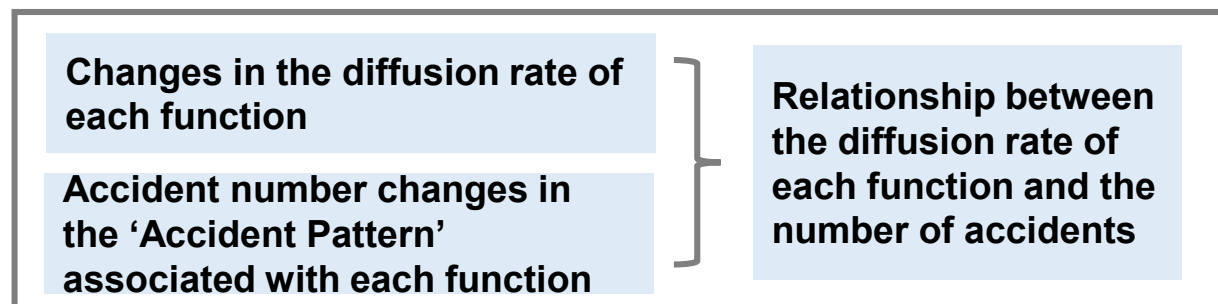 Changes in the diffusion rate of
each function
Accident number changes in
the ‘Accident Pattern’
associated with each function
Relationship between
the diffusion rate of
each function and the
number of accidents